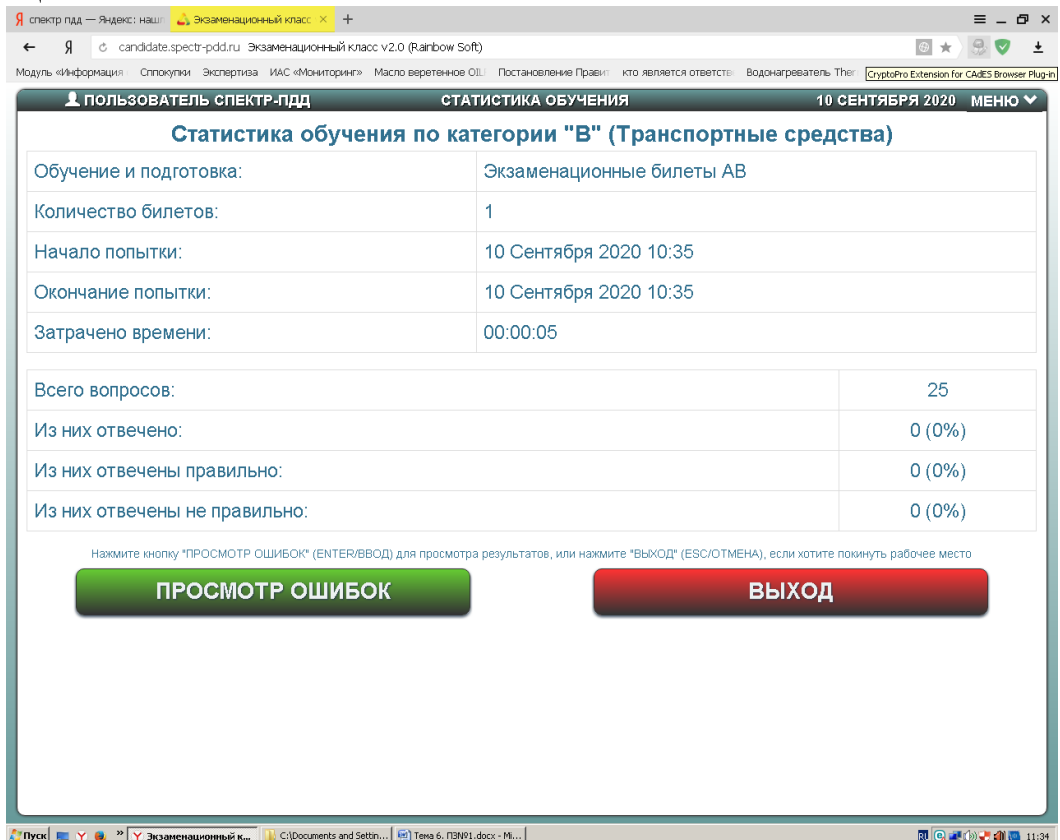 спектр пдд — Яндекс: наш
Экзаменационный класс
candidate.spectr-pdd.ru Экзаменационный класс v2.0 (Rainbow Soft)
Модуль «Информация Сппокупки Экспертиза ИАС «Мониторинг» Масло веретенное OIL Постановление Прави кто является ответств Водонагреватель Ther CryptoPro Extension for CAdES Browser Plug-in
ПОЛЬЗОВАТЕЛЬ СПЕКТР-ПДД СТАТИСТИКА ОБУЧЕНИЯ 10 СЕНТЯБРЯ 2020 МЕНЮ
Статистика обучения по категории "B" (Транспортные средства)
Обучение и подготовка: Экзаменационные билеты АВ
Количество билетов: 1
Начало попытки: 10 Сентября 2020 10:35
Окончание попытки: 10 Сентября 2020 10:35
Затрачено времени: 00:00:05
Всего вопросов: 25
Из них отвечено: 0 (0%)
Из них отвечены правильно: 0 (0%)
Из них отвечены не правильно: 0 (0%)
Нажмите кнопку "ПРОСМОТР ОШИБОК" (ENTER/ВВОД) для просмотра результатов, или нажмите "ВЫХОД" (ESC/ОТМЕНА), если хотите покинуть рабочее место
ПРОСМОТР ОШИБОК ВЫХОД
Пуск Экзаменационный к... C:\Documents and Settin... Тема 6. ПЗ№1.docx - Mi... RU 11:34